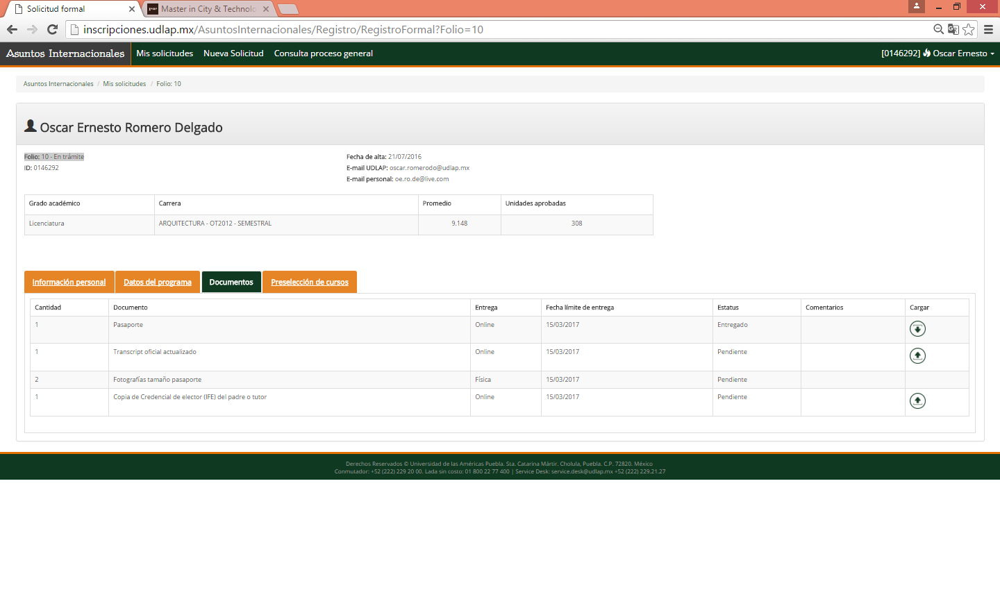 Solicitud formal
Master in City & Technolo
inscripciones.udlap.mx/AsuntosInternacionales/Registro/RegistroFormal?Folio=10
Asuntos Internacionales Mis solicitudes Nueva Solicitud Consulta proceso general [0146292] Oscar Ernesto
Asuntos Internacionales / Mis solicitudes / Folio: 10
Oscar Ernesto Romero Delgado
Folio: 10 - En trámite Fecha de alta: 21/07/2016
ID: 0146292 E-mail UDLAP: oscar.romerodo@udlap.mx
E-mail personal: oe.ro.de@live.com
Grado académico Carrera Promedio Unidades aprobadas
Licenciatura ARQUITECTURA - OT2012 - SEMESTRAL 9.148 308
Información personal Datos del programa Documentos Preselección de cursos
Cantidad Documento Entrega Fecha límite de entrega Estatus Comentarios Cargar
1 Pasaporte Online 15/03/2017 Entregado
1 Transcript oficial actualizado Online 15/03/2017 Pendiente
2 Fotografías tamaño pasaporte Física 15/03/2017 Pendiente
1 Copia de Credencial de elector (IFE) del padre o tutor Online 15/03/2017 Pendiente
Derechos Reservados © Universidad de las Américas Puebla. Sta. Catarina Mártir. Cholula, Puebla. C.P. 72820. México
Conmutador: +52 (222) 229 20 00. Lada sin costo: 01 800 22 77 400 | Service Desk: service.desk@udlap.mx +52 (222) 229.21.27